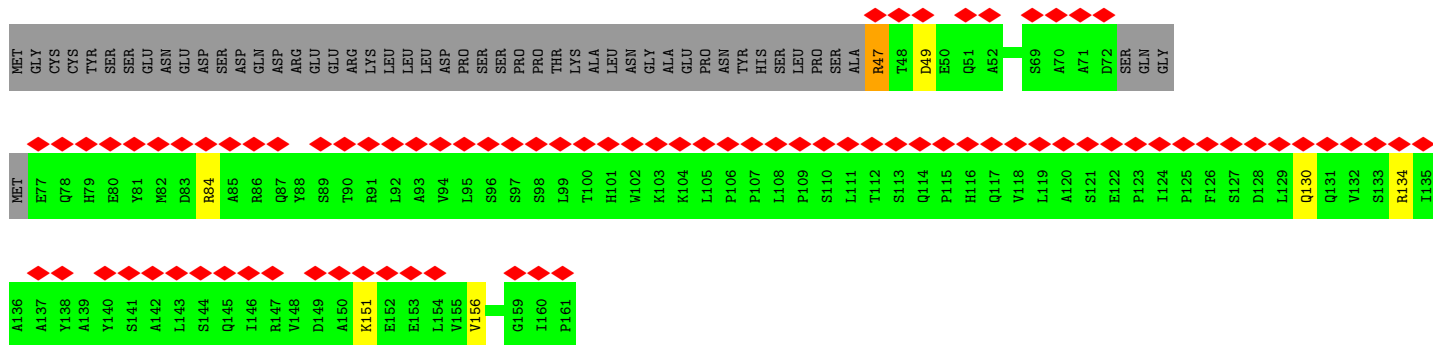 MET GLY CYS CYS TYR SER SER GLU ASN GLU ASP SER ASP GLN ASP ARG GLU GLU ARG LYS LEU LEU LEU ASP PRO SER SER PRO PRO THR LYS ALA LEU ASN GLY ALA GLU PRO ASN TYR HIS SER LEU PRO SER ALA R47 T48 D49 E50 Q51 A52 S69 A70 A71 D72 SER GLN GLY
MET E77 Q78 H79 E80 Y81 M82 D83 R84 A85 R86 Q87 Y88 S89 T90 R91 L92 A93 V94 L95 S96 S97 S98 L99 T100 H101 W102 K103 K104 L105 P106 P107 L108 P109 S110 L111 T112 S113 Q114 P115 H116 Q117 V118 L119 A120 S121 E122 P123 I124 P125 F126 S127 D128 L129 Q130 Q131 V132 S133 R134 I135
A136 A137 Y138 A139 Y140 S141 A142 L143 S144 Q145 I146 R147 V148 D149 A150 K151 E152 E153 L154 V155 V156 G159 I160 P161